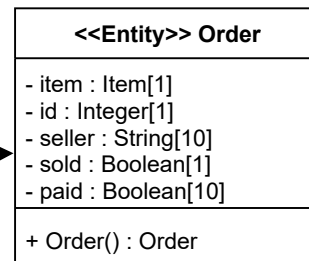 <<Entity>> Order
- item : Item[1]
- id : Integer[1]
- seller : String[10]
- sold : Boolean[1]
- paid : Boolean[10]
+ Order() : Order